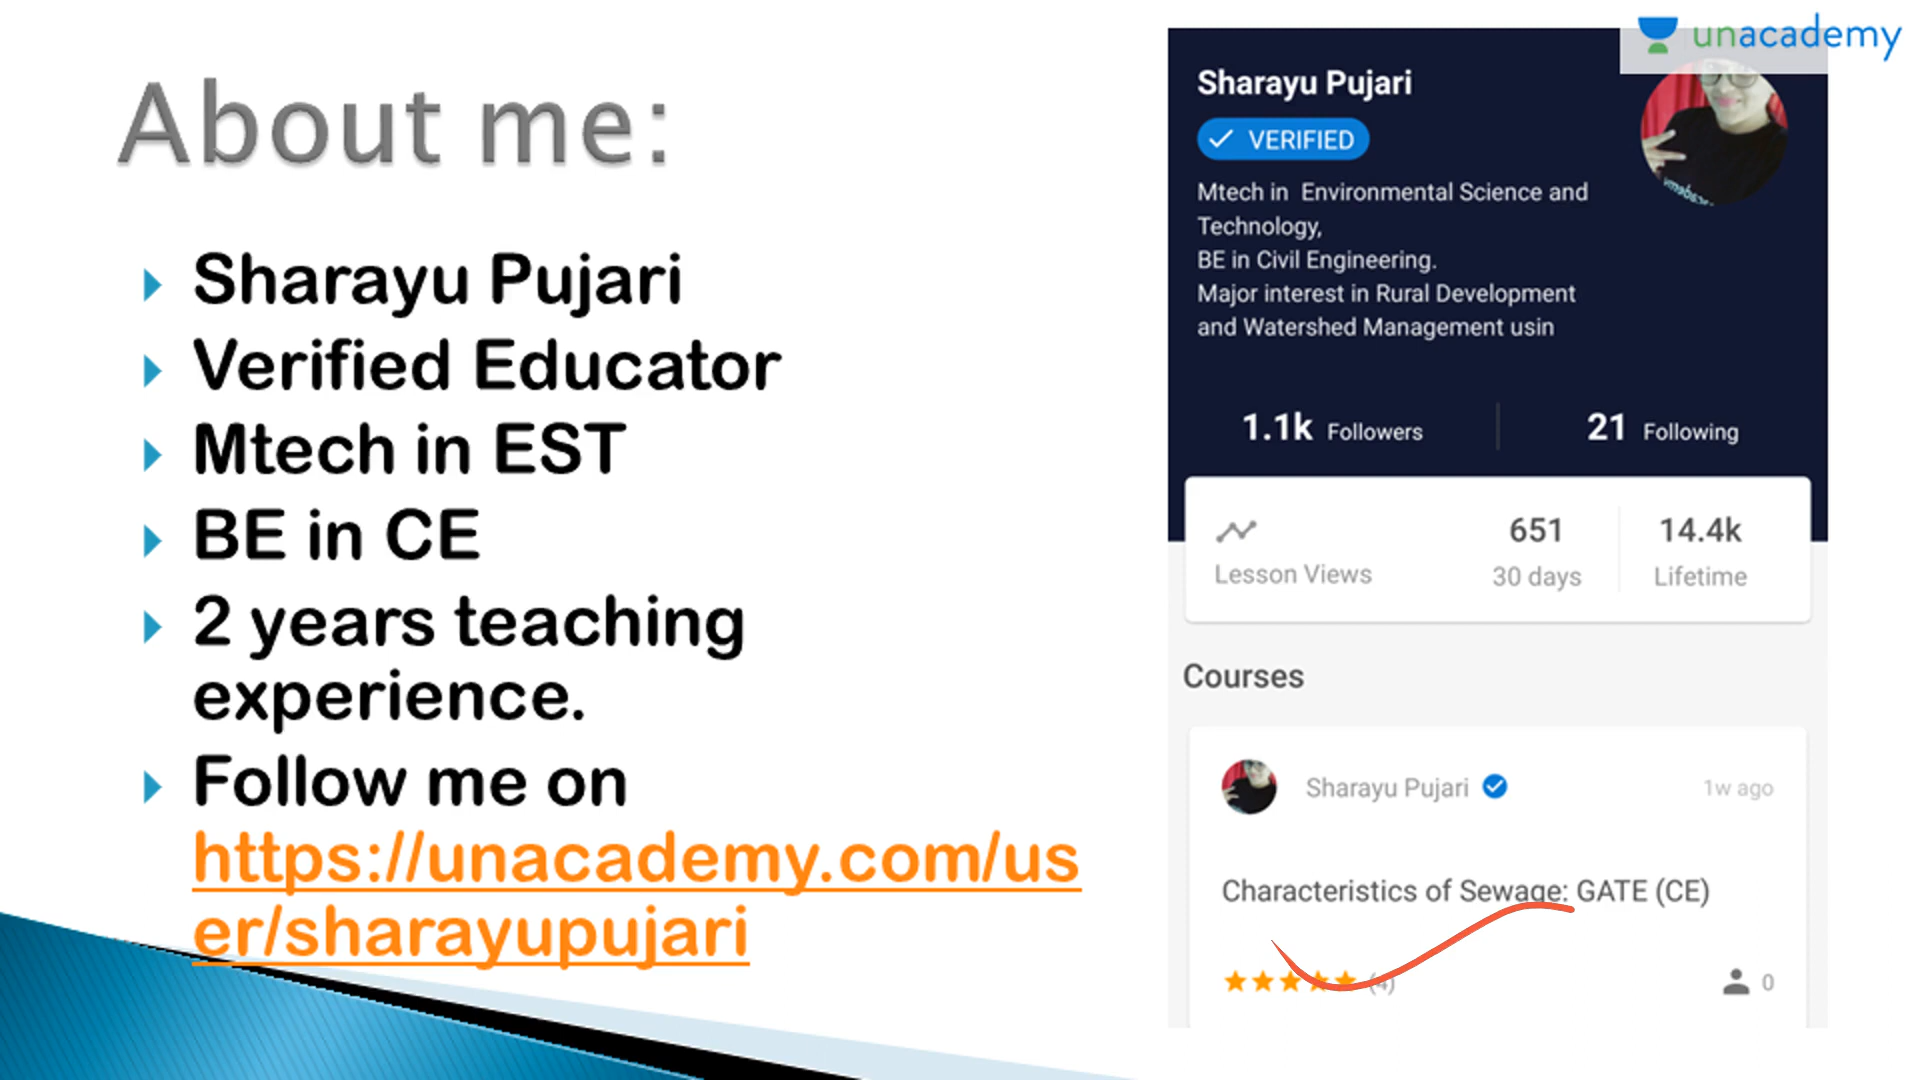 unacademy
About me:
Sharayu Pujari
Verified Educator
Mtech in EST
BE in CE
2 years teaching
experience.
Follow me on
https://unacademy.com/us
er/sharayupujari
Sharayu Pujari
VERIFIED
Mtech in Environmental Science and
Technology,
BE in Civil Engineering.
Major interest in Rural Development
and Watershed Management usin
1.1k Followers
21 Following
651
14.4k
Lesson Views
30 days
Lifetime
Courses
Sharayu Pujari
1w ago
Characteristics of Sewage: GATE (CE)
(4)
0